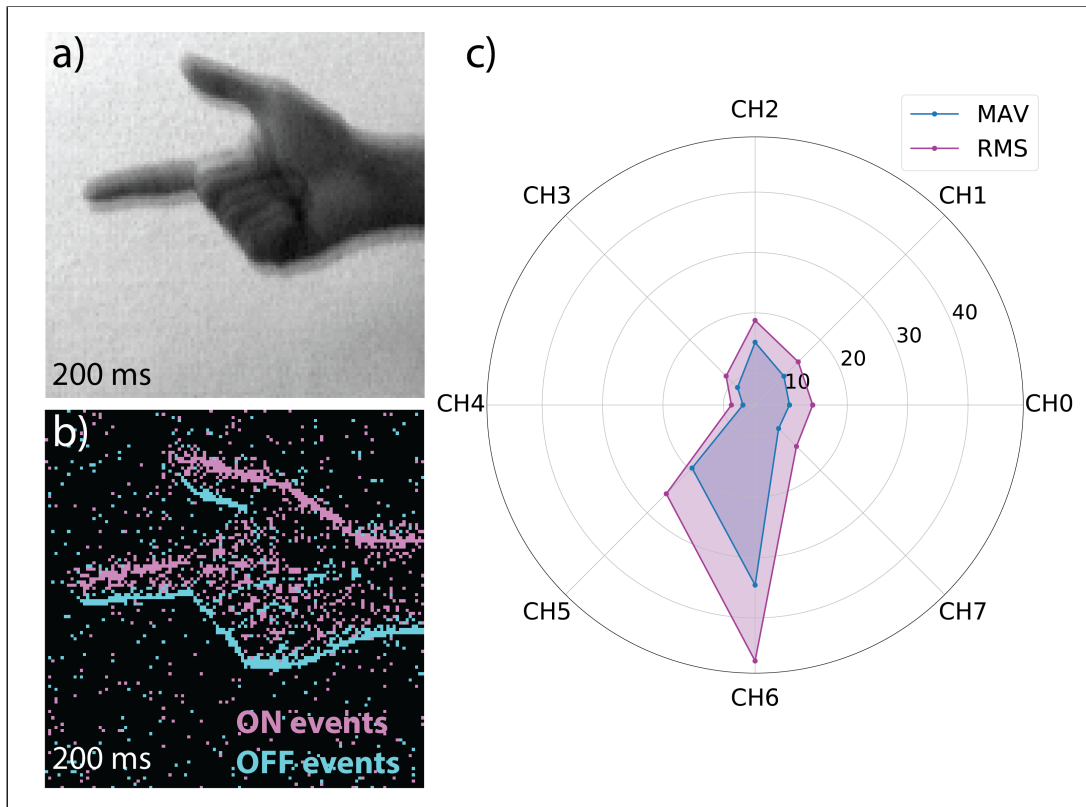 a)
200 ms
b)
ON events
OFF events
200 ms
c)
MAV
RMS
CH2
CH3
CH1
40
30
20
10
CH4
CH0
CH5
CH7
CH6